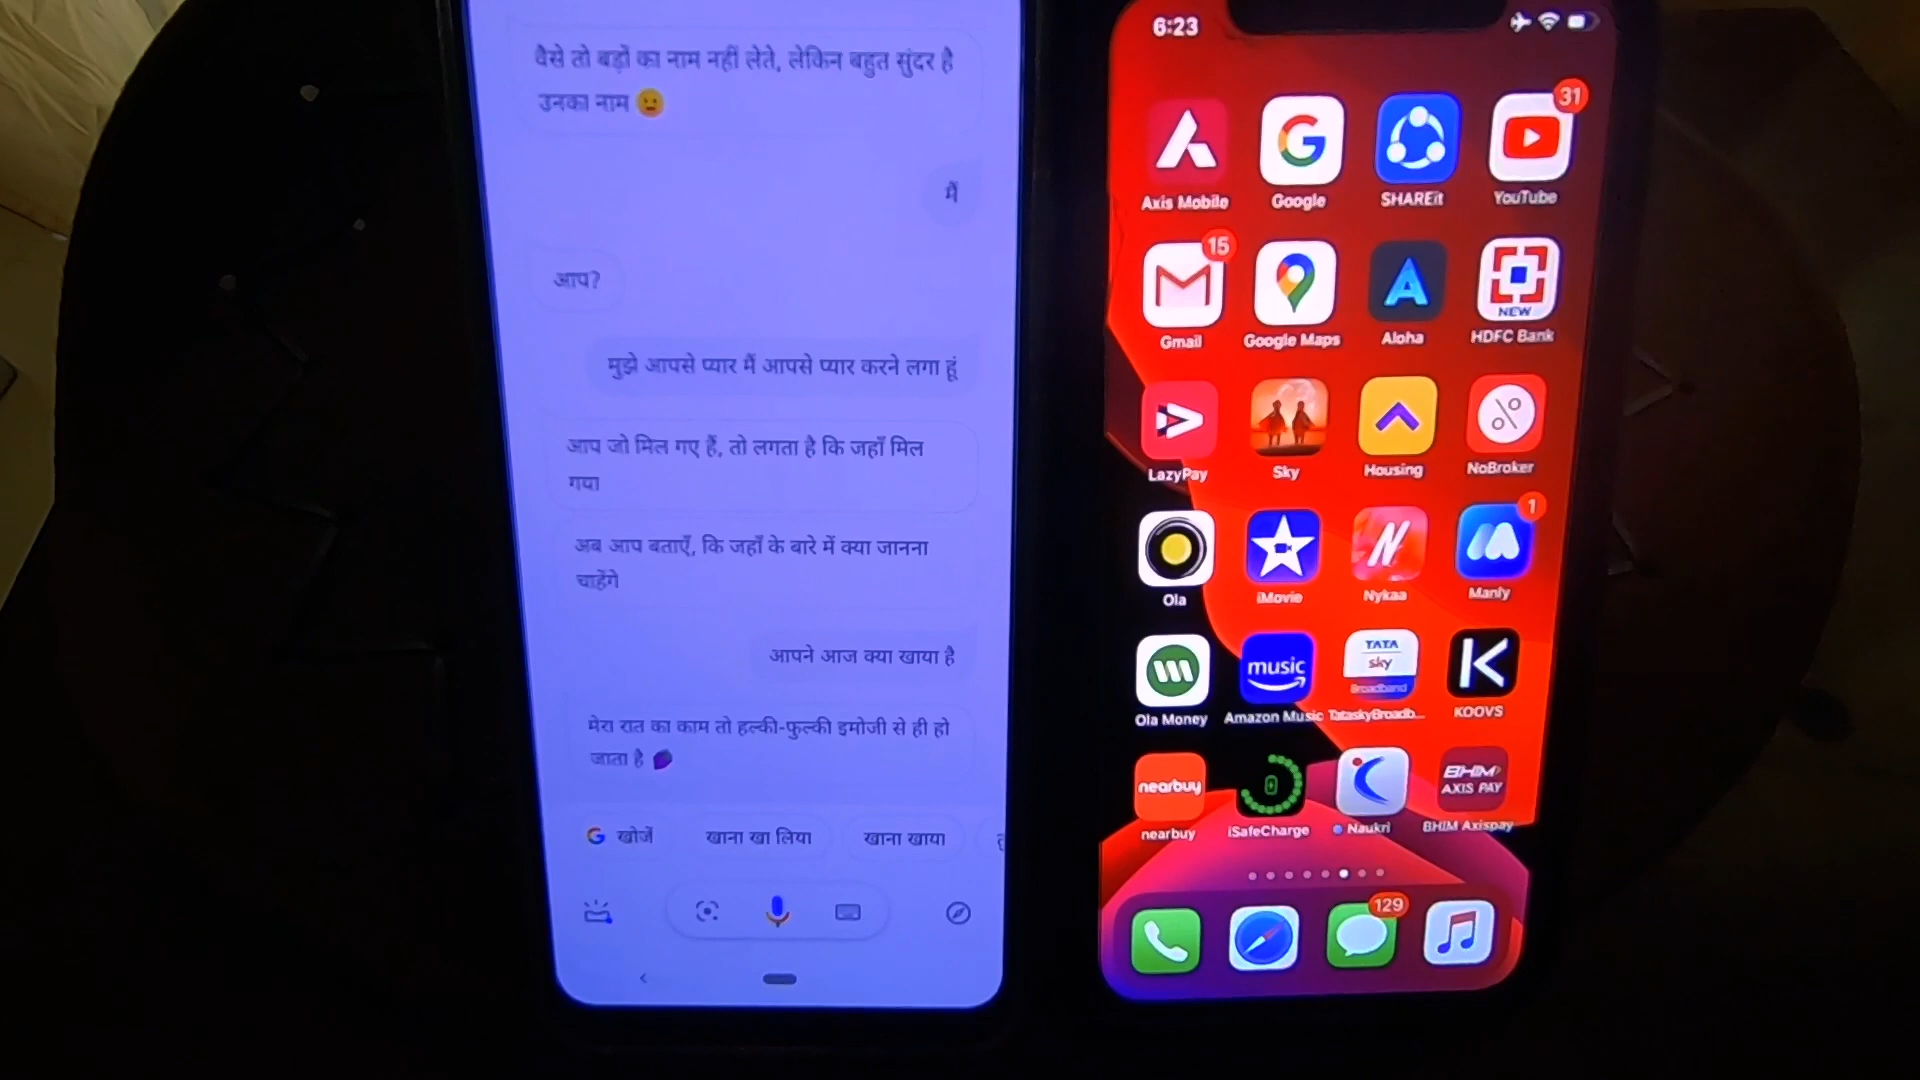 वैसे तो बड़ों का नाम नहीं लेते, लेकिन बहुत सुंदर है
उनका नाम
मैं
आप?
मुझे आपसे प्यार मैं आपसे प्यार करने लगा हूं
आप जो मिल गए हैं, तो लगता है कि जहाँ मिल
गया
अब आप बताएँ, कि जहाँ के बारे में क्या जानना
चाहेंगे
आपने आज क्या खाया है
मेरा रात का काम तो हल्की-फुल्की इमोजी से ही हो
जाता है
खोजें खाना खा लिया खाना खाया
6:23
31
Axis Mobile Google SHAREit YouTube
15
NEW
Gmail Google Maps Aloha HDFC Bank
LazyPay Sky Housing NoBroker
1
Ola iMovie Nykaa Manly
music TATA sky Broadband
Ola Money Amazon Music TataskyBroadb... KOOVS
nearbuy BHIM AXIS PAY
nearbuy iSafeCharge Naukri BHIM Axispay
129